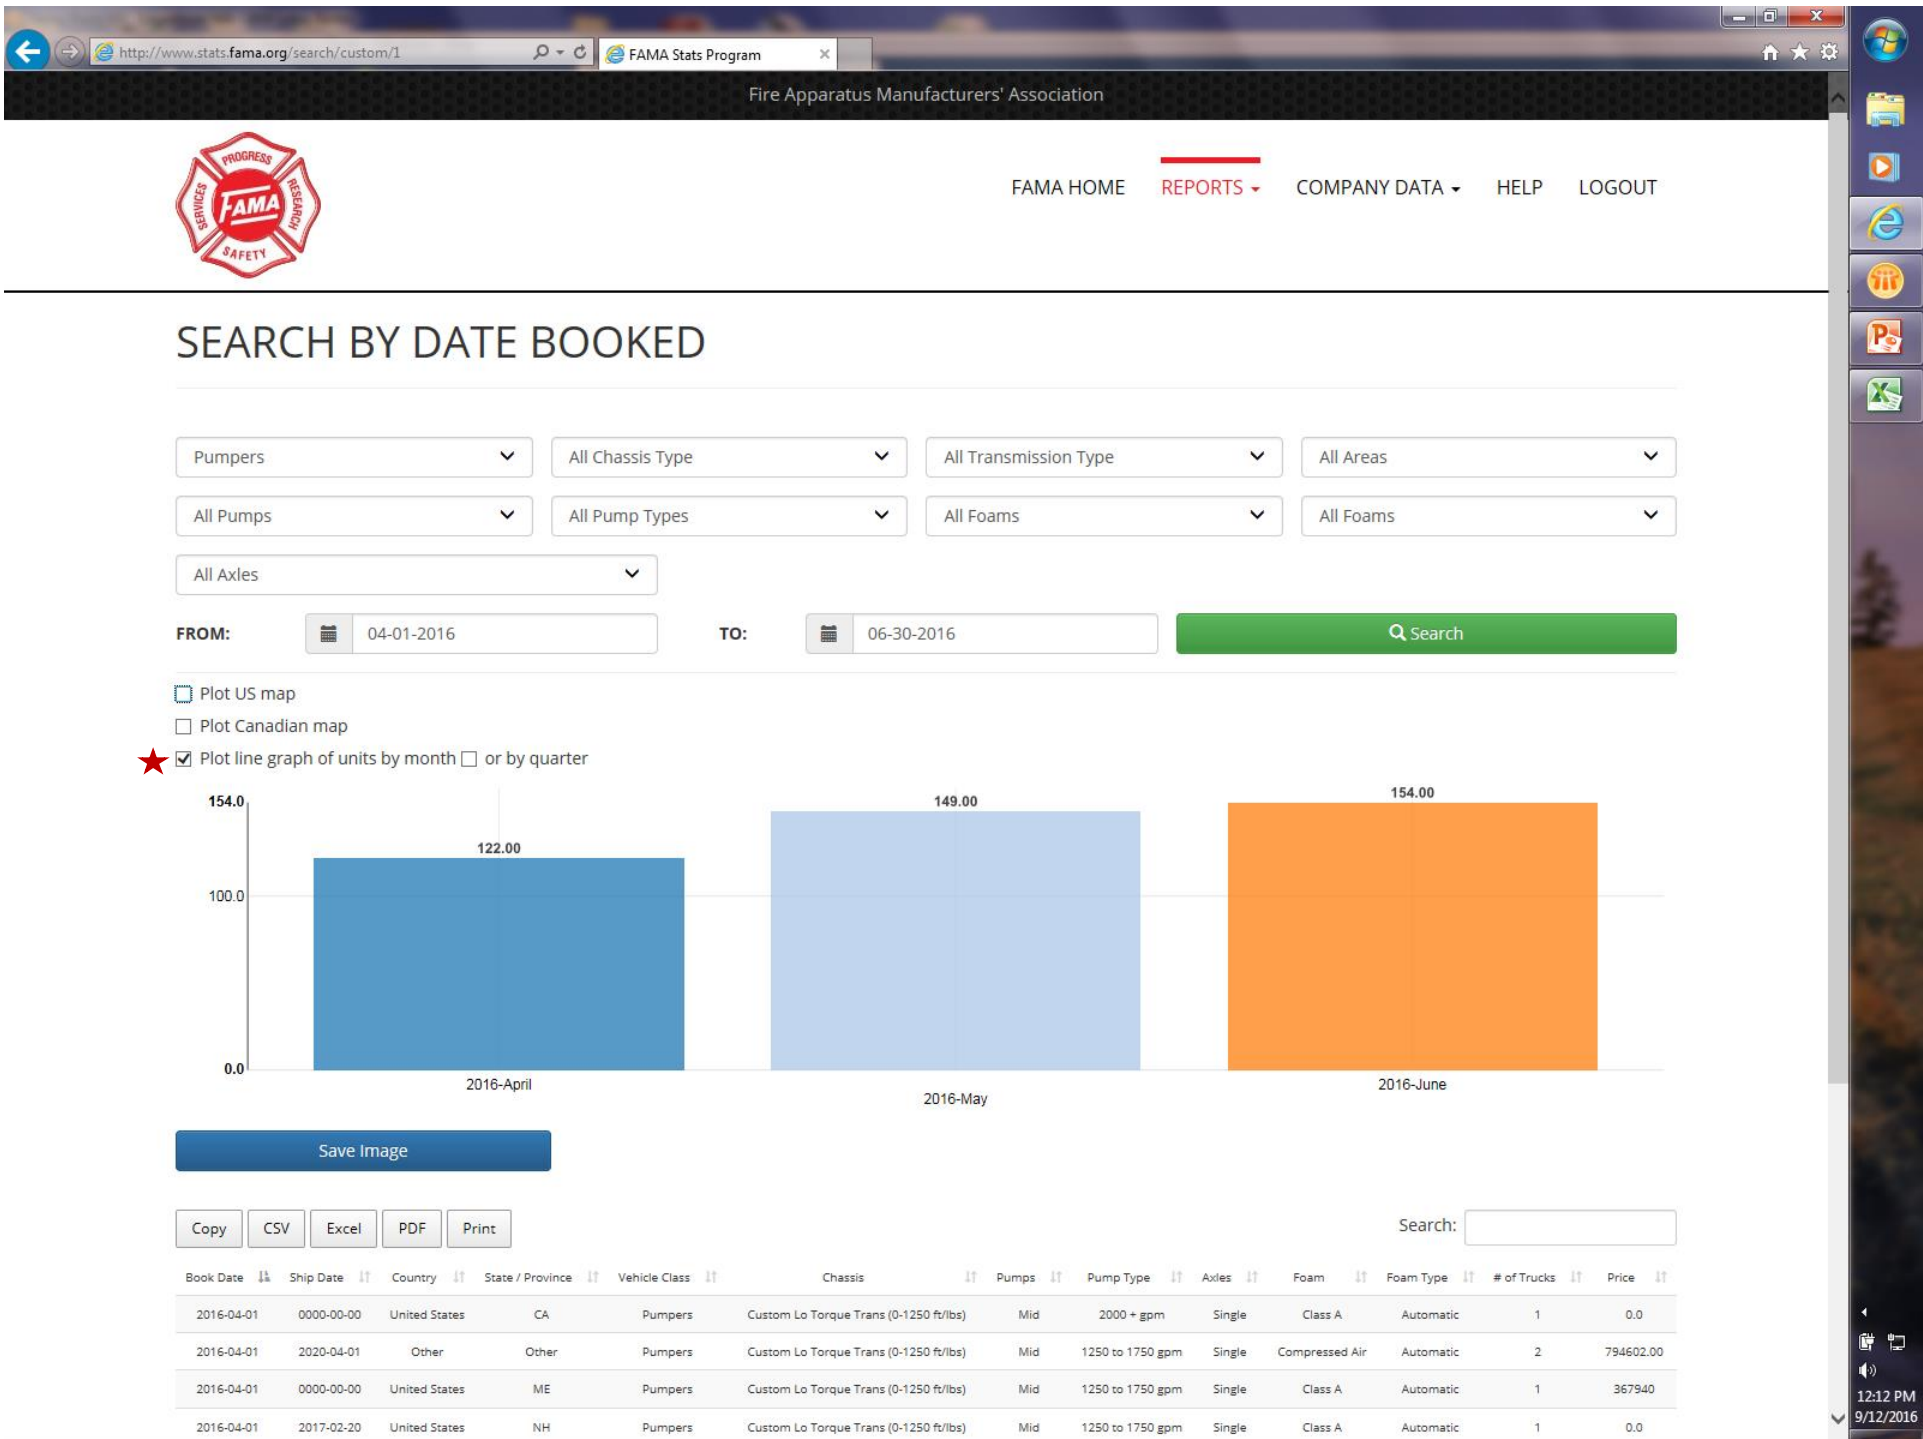 http://www.stats.fama.org/search/custom/1
FAMA Stats Program
Fire Apparatus Manufacturers' Association
PROGRESS
RESEARCH
SERVICES
FAMA
SAFETY
FAMA HOME REPORTS COMPANY DATA HELP LOGOUT
SEARCH BY DATE BOOKED
Pumpers All Chassis Type All Transmission Type All Areas
All Pumps All Pump Types All Foams All Foams
All Axles
FROM: 04-01-2016 TO: 06-30-2016 Search
Plot US map
Plot Canadian map
Plot line graph of units by month or by quarter
154.0 122.00 149.00 154.00
100.0
0.0
2016-April 2016-May 2016-June
Save Image
Copy CSV Excel PDF Print Search:
Book Date Ship Date Country State / Province Vehicle Class Chassis Pumps Pump Type Axles Foam Foam Type # of Trucks Price
2016-04-01 0000-00-00 United States CA Pumpers Custom Lo Torque Trans (0-1250 ft/lbs) Mid 2000 + gpm Single Class A Automatic 1 0.0
2016-04-01 2020-04-01 Other Other Pumpers Custom Lo Torque Trans (0-1250 ft/lbs) Mid 1250 to 1750 gpm Single Compressed Air Automatic 2 794602.00
2016-04-01 0000-00-00 United States ME Pumpers Custom Lo Torque Trans (0-1250 ft/lbs) Mid 1250 to 1750 gpm Single Class A Automatic 1 367940
2016-04-01 2017-02-20 United States NH Pumpers Custom Lo Torque Trans (0-1250 ft/lbs) Mid 1250 to 1750 gpm Single Class A Automatic 1 0.0
12:12 PM
9/12/2016